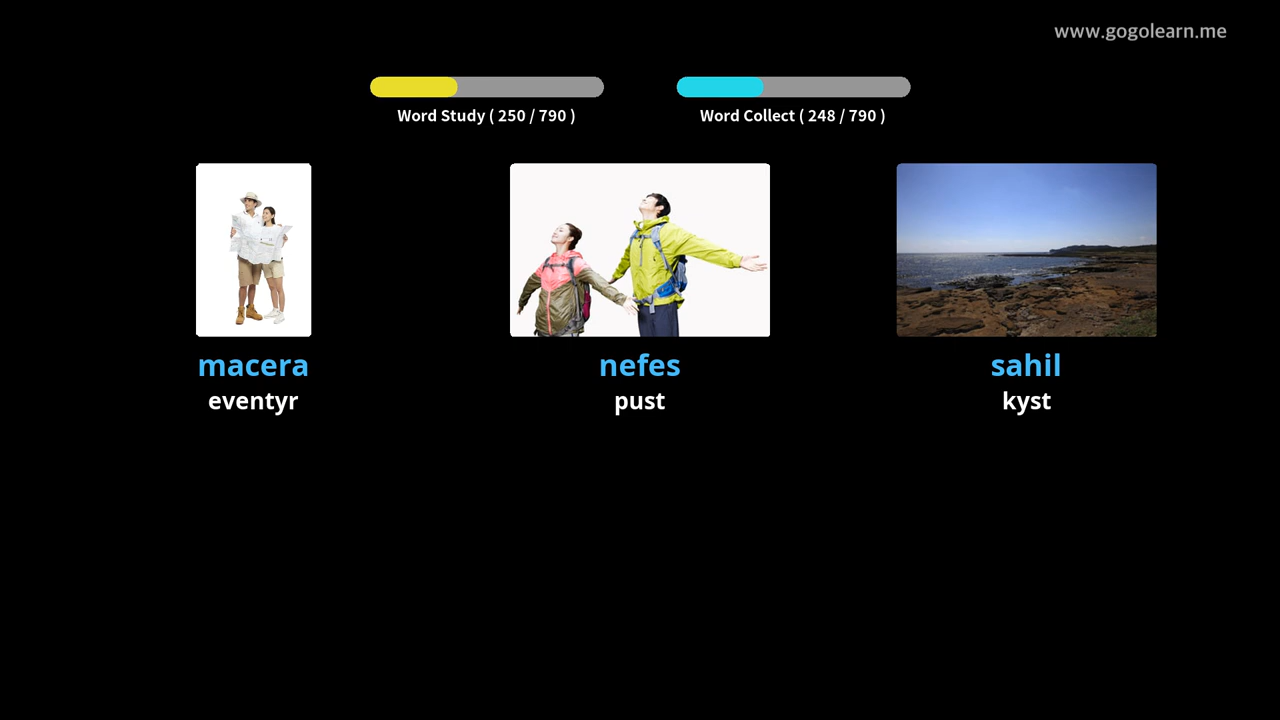 www.gogolearn.me
Word Study ( 250 / 790 )
Word Collect ( 248 / 790 )
macera
eventyr
nefes
pust
sahil
kyst